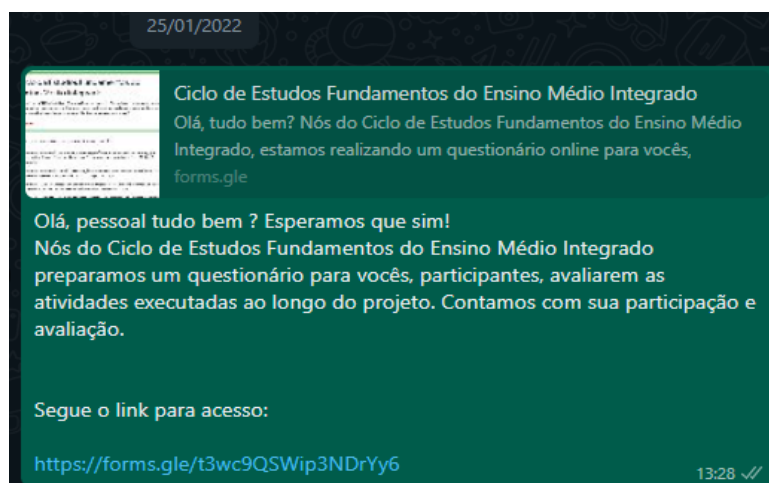 25/01/2022
Ciclo de Estudos Fundamentos do Ensino Médio Integrado
Olá, tudo bem? Nós do Ciclo de Estudos Fundamentos do Ensino Médio
Integrado, estamos realizando um questionário online para vocês,
forms.gle
Olá, pessoal tudo bem ? Esperamos que sim!
Nós do Ciclo de Estudos Fundamentos do Ensino Médio Integrado
preparamos um questionário para vocês, participantes, avaliarem as
atividades executadas ao longo do projeto. Contamos com sua participação e
avaliação.
Segue o link para acesso:
https://forms.gle/t3wc9QSWip3NDrYy6
13:28